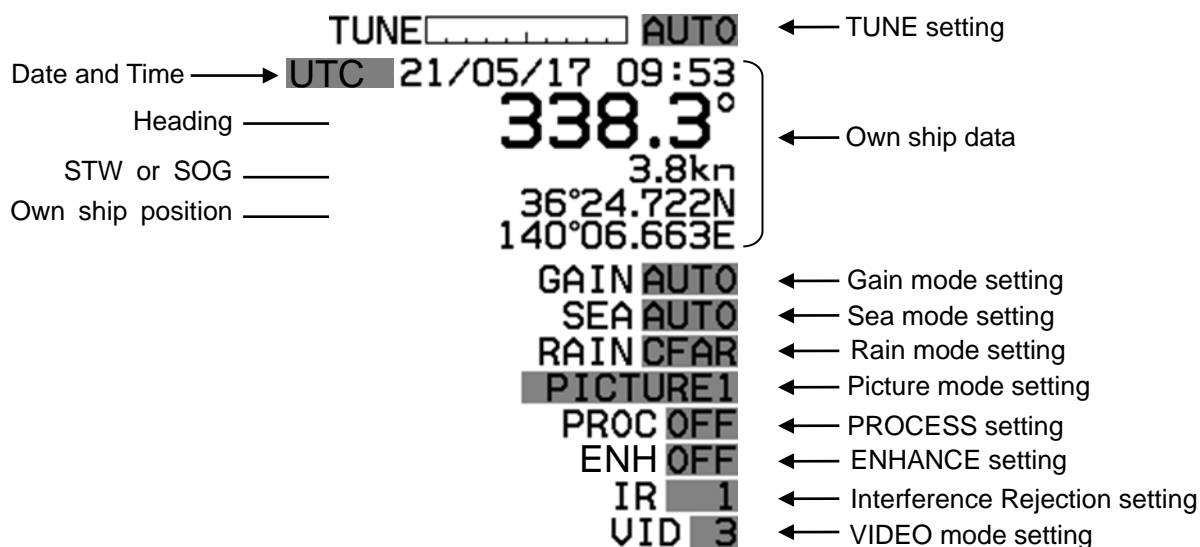 TUNE AUTO TUNE setting
Date and Time UTC 21/05/17 09:53
Heading 338.3° Own ship data
STW or SOG 3.8kn
Own ship position 36°24.722N
140°06.663E
GAIN AUTO Gain mode setting
SEA AUTO Sea mode setting
RAIN CFAR Rain mode setting
PICTURE1 Picture mode setting
PROC OFF PROCESS setting
ENH OFF ENHANCE setting
IR 1 Interference Rejection setting
VID 3 VIDEO mode setting